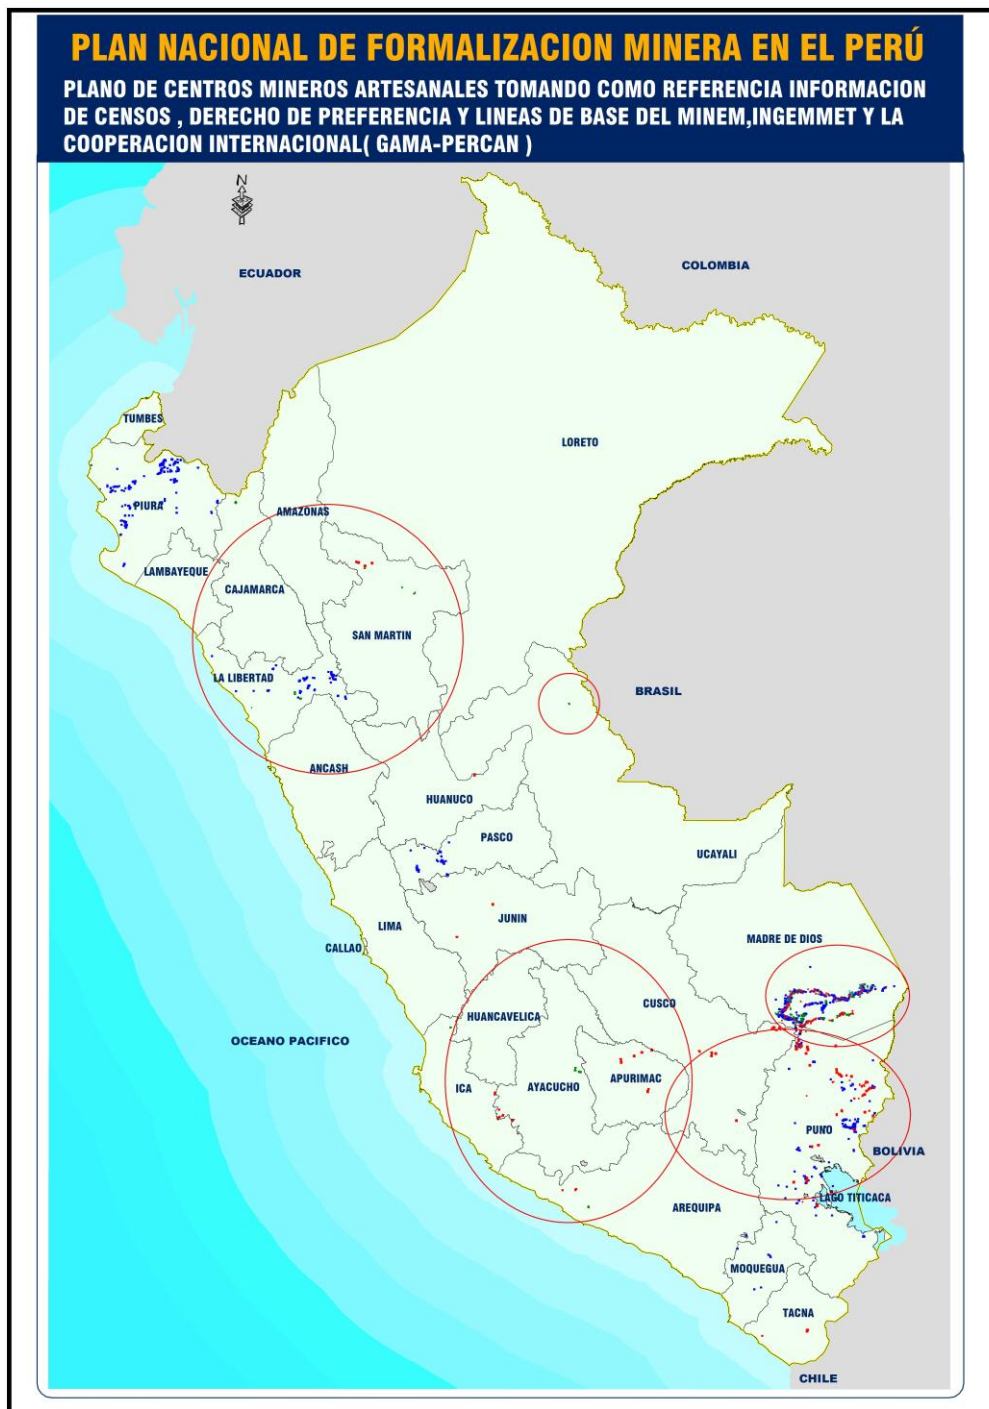 PLAN NACIONAL DE FORMALIZACION MINERA EN EL PERÚ
PLANO DE CENTROS MINEROS ARTESANALES TOMANDO COMO REFERENCIA INFORMACION
DE CENSOS , DERECHO DE PREFERENCIA Y LINEAS DE BASE DEL MINEM,INGEMMET Y LA
COOPERACION INTERNACIONAL( GAMA-PERCAN )
N
ECUADOR
COLOMBIA
TUMBES
LORETO
PIURA
AMAZONAS
LAMBAYEQUE
CAJAMARCA
SAN MARTIN
LA LIBERTAD
BRASIL
ANCASH
HUANUCO
PASCO
UCAYALI
LIMA
JUNIN
CALLAO
MADRE DE DIOS
CUSCO
HUANCAVELICA
OCEANO PACIFICO
ICA
AYACUCHO
APURIMAC
PUNO
BOLIVIA
LAGO TITICACA
AREQUIPA
MOQUEGUA
TACNA
CHILE